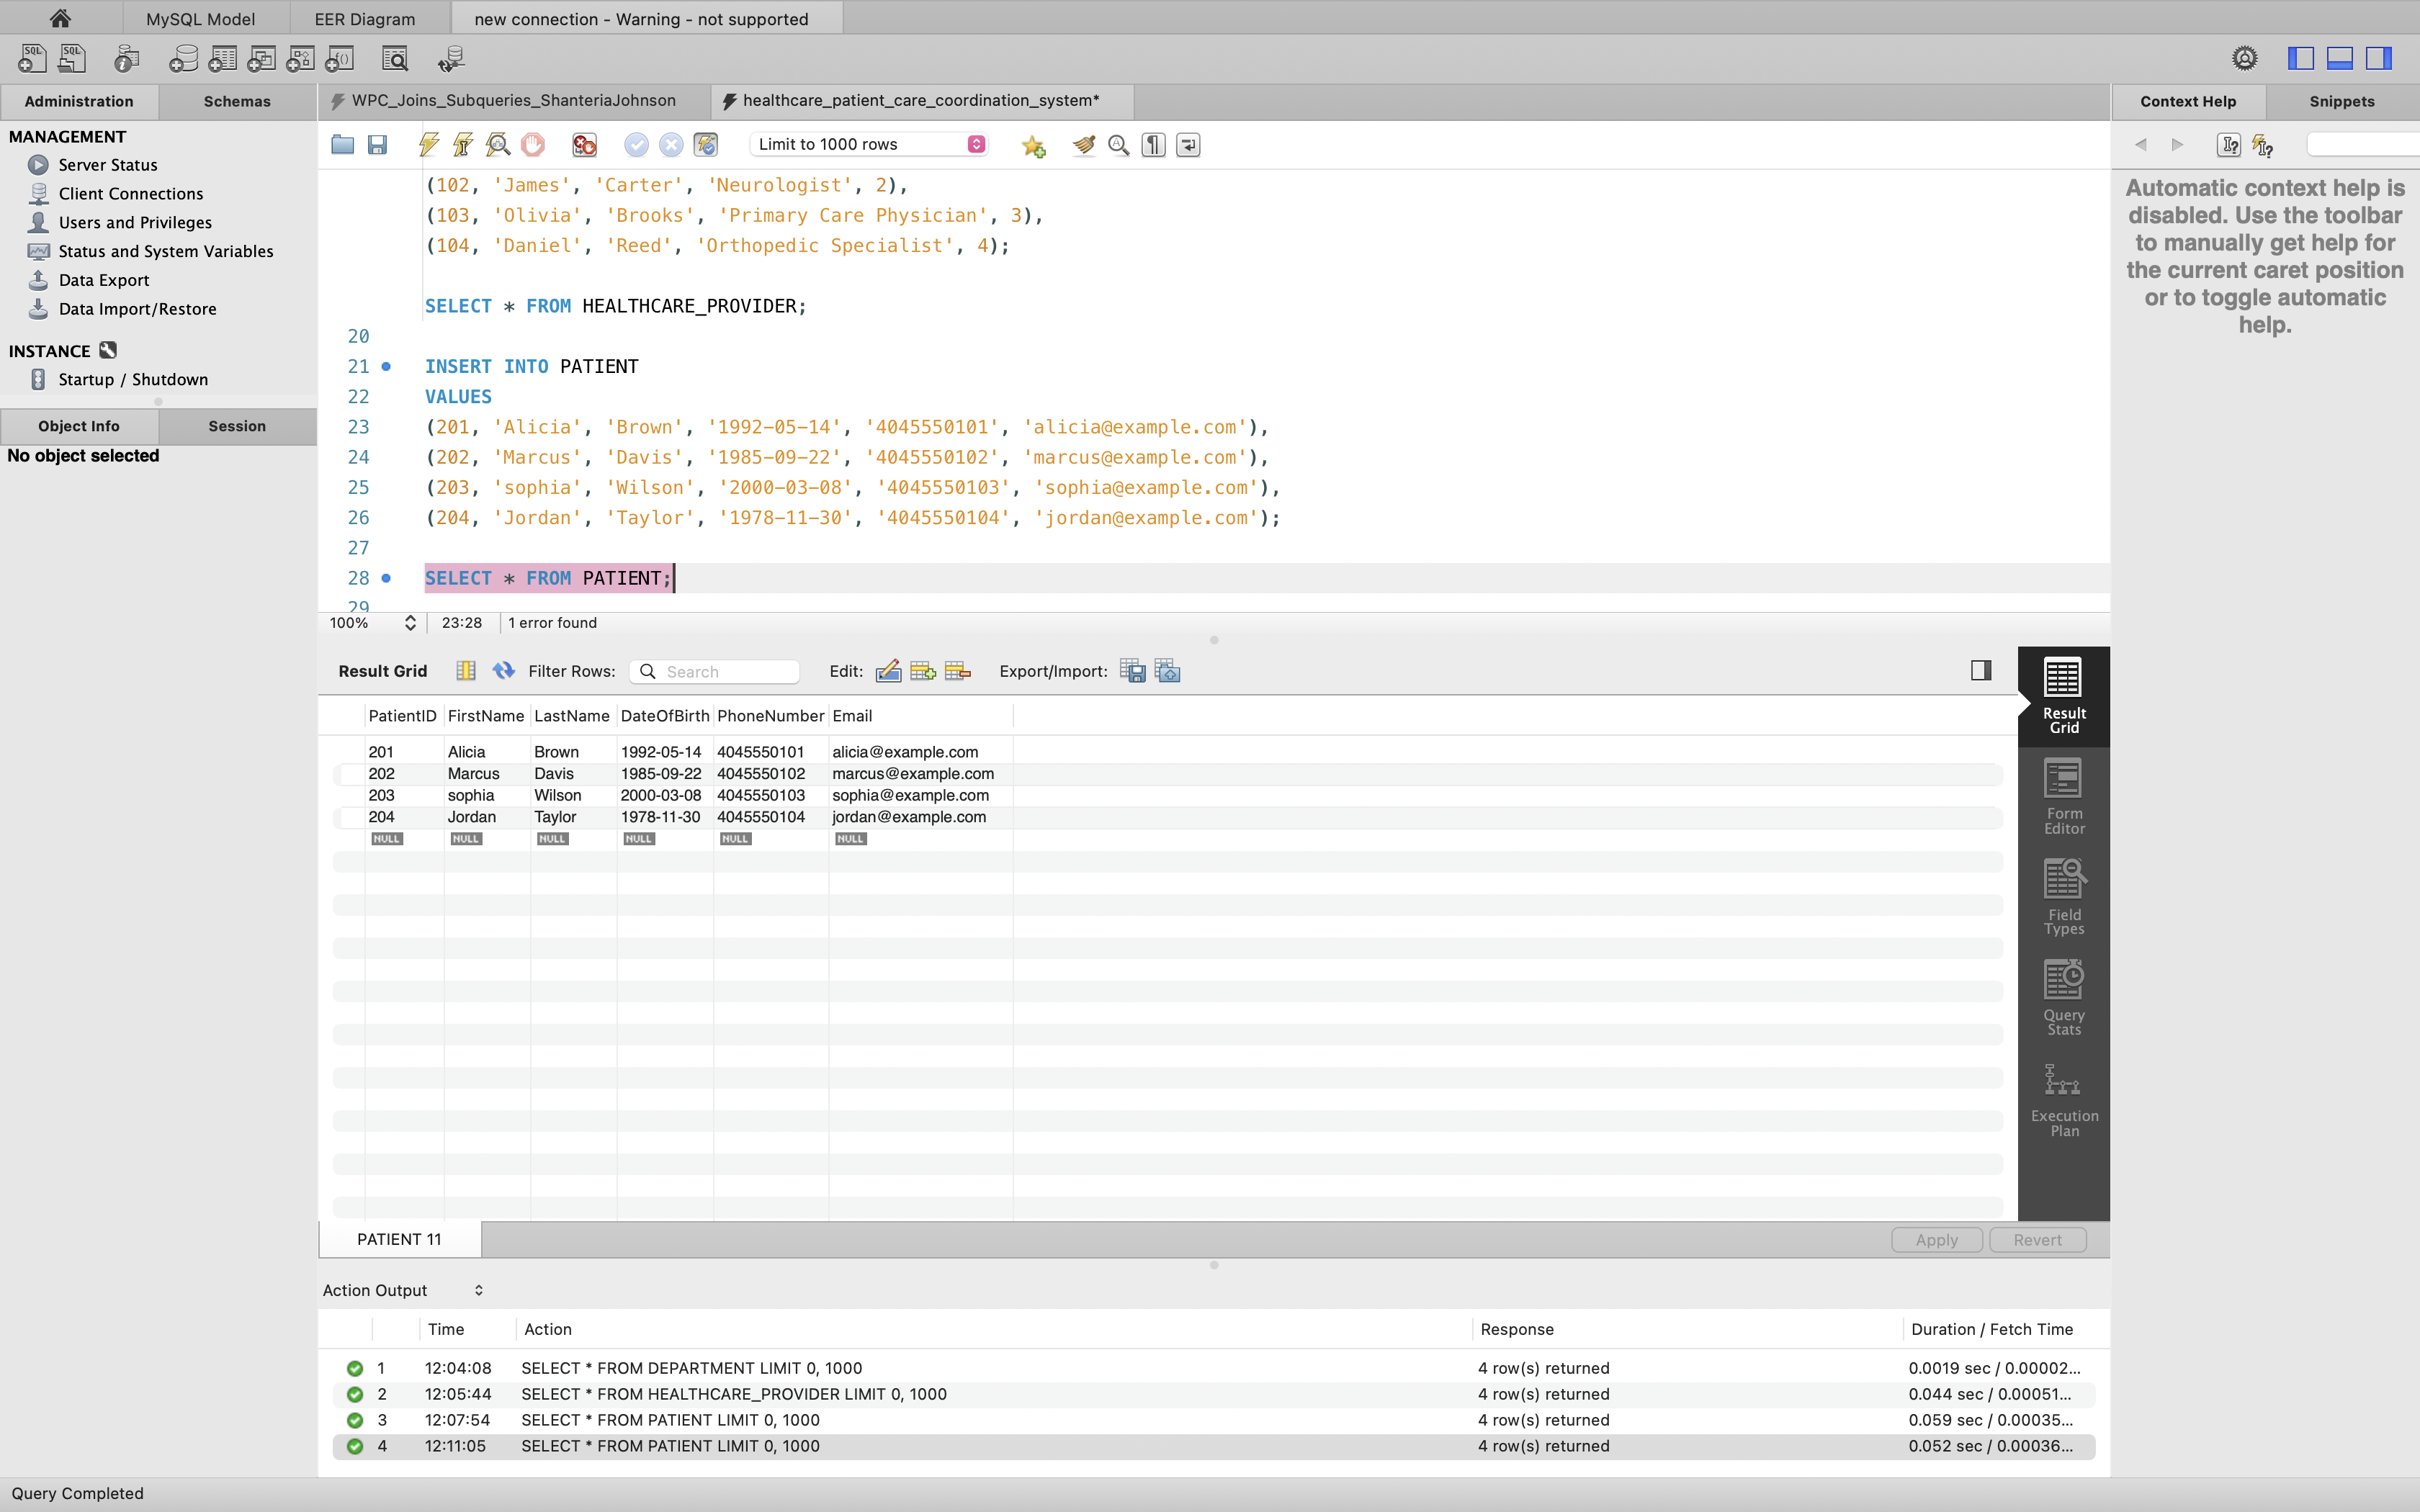 MySQL Model
EER Diagram
new connection - Warning - not supported
SQL
SQL
Administration
Schemas
WPC_Joins_Subqueries_ShanteriaJohnson
healthcare_patient_care_coordination_system*
Context Help
Snippets
MANAGEMENT
Server Status
Client Connections
Users and Privileges
Status and System Variables
Data Export
Data Import/Restore
INSTANCE
Startup / Shutdown
Object Info
Session
No object selected
Limit to 1000 rows
(102, 'James', 'Carter', 'Neurologist', 2),
(103, 'Olivia', 'Brooks', 'Primary Care Physician', 3),
(104, 'Daniel', 'Reed', 'Orthopedic Specialist', 4);
SELECT * FROM HEALTHCARE_PROVIDER;
20
21 INSERT INTO PATIENT
22 VALUES
23 (201, 'Alicia', 'Brown', '1992-05-14', '4045550101', 'alicia@example.com'),
24 (202, 'Marcus', 'Davis', '1985-09-22', '4045550102', 'marcus@example.com'),
25 (203, 'sophia', 'Wilson', '2000-03-08', '4045550103', 'sophia@example.com'),
26 (204, 'Jordan', 'Taylor', '1978-11-30', '4045550104', 'jordan@example.com');
27
28 SELECT * FROM PATIENT;
29
100%
23:28
1 error found
Automatic context help is
disabled. Use the toolbar
to manually get help for
the current caret position
or to toggle automatic
help.
Result Grid
Filter Rows:
Search
Edit:
Export/Import:
PatientID FirstName LastName DateOfBirth PhoneNumber Email
201 Alicia Brown 1992-05-14 4045550101 alicia@example.com
202 Marcus Davis 1985-09-22 4045550102 marcus@example.com
203 sophia Wilson 2000-03-08 4045550103 sophia@example.com
204 Jordan Taylor 1978-11-30 4045550104 jordan@example.com
NULL NULL NULL NULL NULL NULL
Result
Grid
Form
Editor
Field
Types
Query
Stats
Execution
Plan
PATIENT 11
Apply
Revert
Action Output
Time Action Response Duration / Fetch Time
1 12:04:08 SELECT * FROM DEPARTMENT LIMIT 0, 1000 4 row(s) returned 0.0019 sec / 0.00002...
2 12:05:44 SELECT * FROM HEALTHCARE_PROVIDER LIMIT 0, 1000 4 row(s) returned 0.044 sec / 0.00051...
3 12:07:54 SELECT * FROM PATIENT LIMIT 0, 1000 4 row(s) returned 0.059 sec / 0.00035...
4 12:11:05 SELECT * FROM PATIENT LIMIT 0, 1000 4 row(s) returned 0.052 sec / 0.00036...
Query Completed